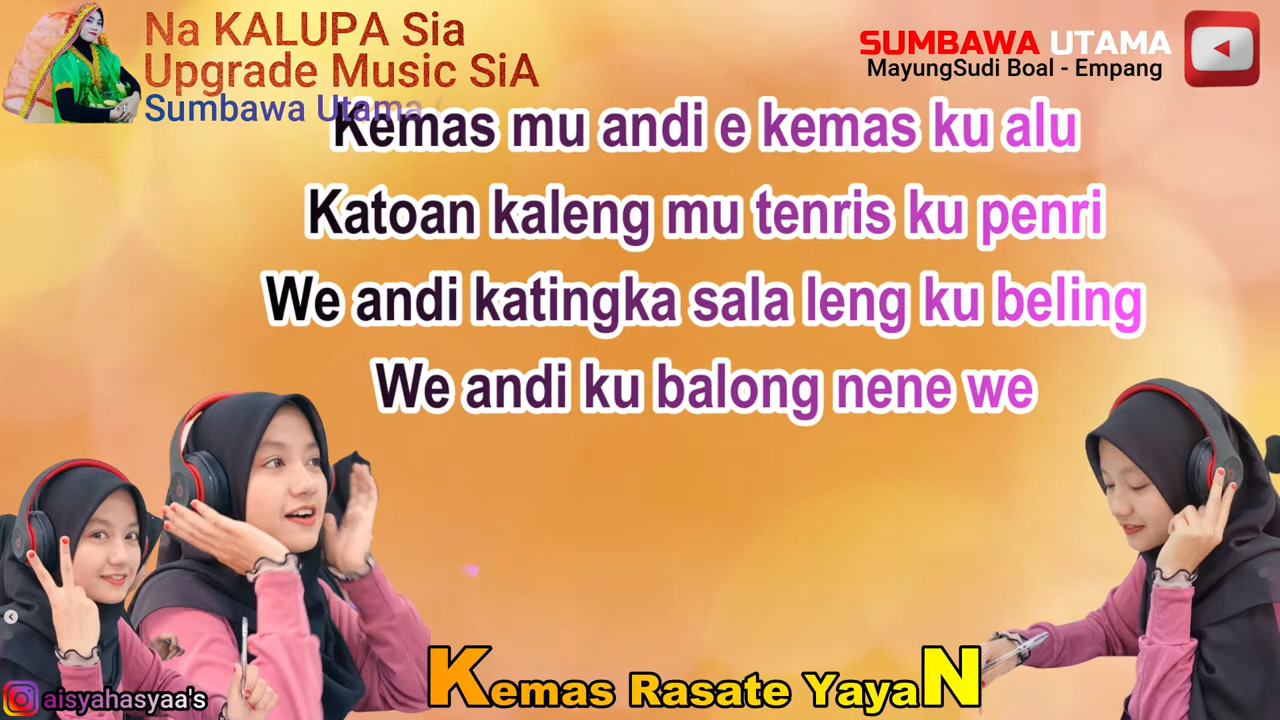 Na KALUPA Sia
Upgrade Music SiA
Sumbawa Utama
SUMBAWA UTAMA
MayungSudi Boal - Empang
Kemas mu andi e kemas ku alu
Katoan kaleng mu tenris ku penri
We andi katingka sala leng ku beling
We andi ku balong nene we
Kemas Rasate YayaN
aisyahasyaa's